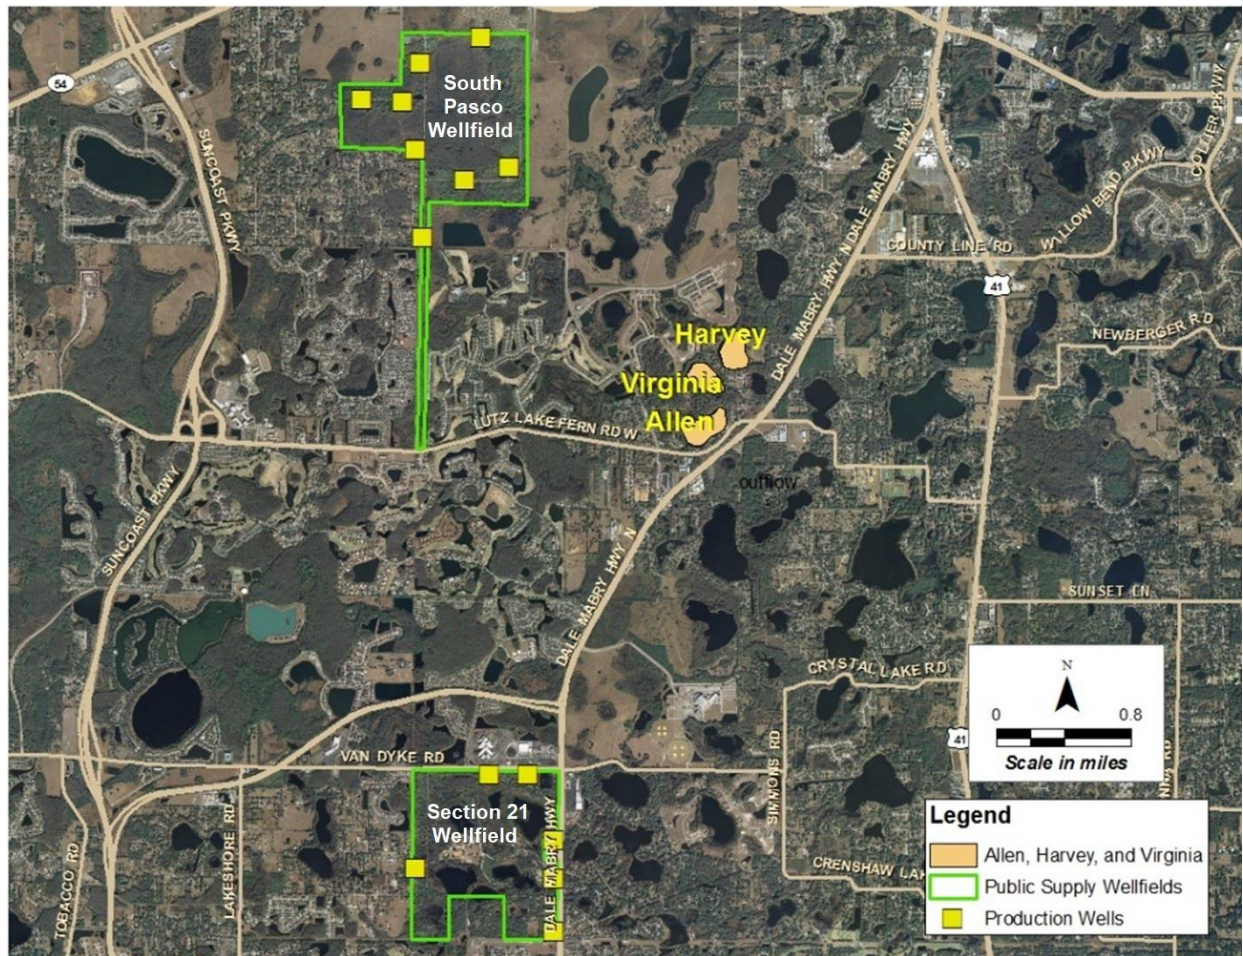 54
South
Pasco
Wellfield
SUNCOAST PKWY
DALE MABRY HWY N
DALE MABRY HWY
COLLIER PKWY
WILLOW BEND PKWY
COUNTY LINE RD
41
NEWBERGER RD
Harvey
Virginia
Allen
LUTZ LAKE FERN RD W
outflow
SUNCOAST PKWY
DALE MABRY HWY N
SUNSET LN
CRYSTAL LAKE RD
N
0 0.8
Scale in miles
41
VAN DYKE RD
SIMMONS RD
Section 21
Wellfield
DALE MABRY HWY
LAKESHORE RD
TOBACCO RD
CRENSHAW LAK
Legend
Allen, Harvey, and Virginia
Public Supply Wellfields
Production Wells